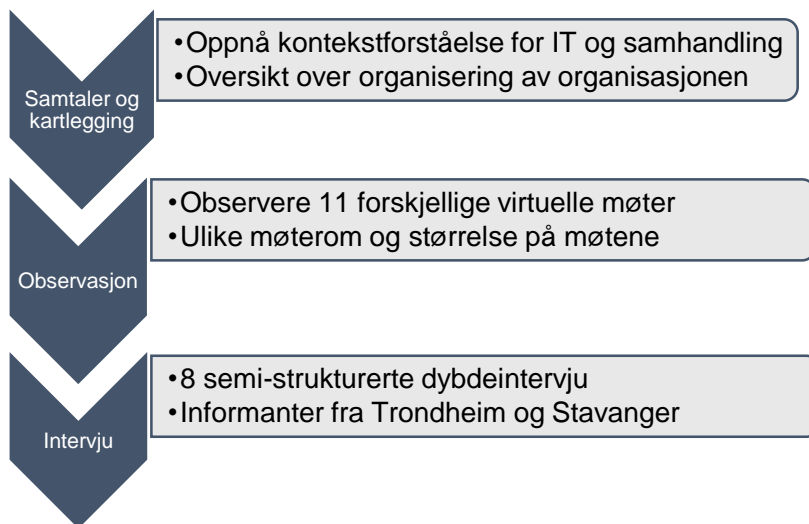 Samtaler og
kartlegging
•Oppnå kontekstforståelse for IT og samhandling
•Oversikt over organisering av organisasjonen
Observasjon
•Observere 11 forskjellige virtuelle møter
•Ulike møterom og størrelse på møtene
Intervju
•8 semi-strukturerte dybdeintervju
•Informanter fra Trondheim og Stavanger